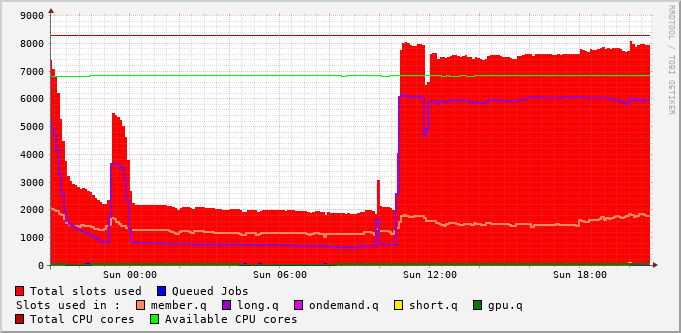 RRDTOOL / TOBI OETIKER
9000
8000
7000
6000
5000
4000
3000
2000
1000
0
Sun 00:00 Sun 06:00 Sun 12:00 Sun 18:00
Total slots used Queued Jobs
Slots used in : member.q long.q ondemand.q short.q gpu.q
Total CPU cores Available CPU cores